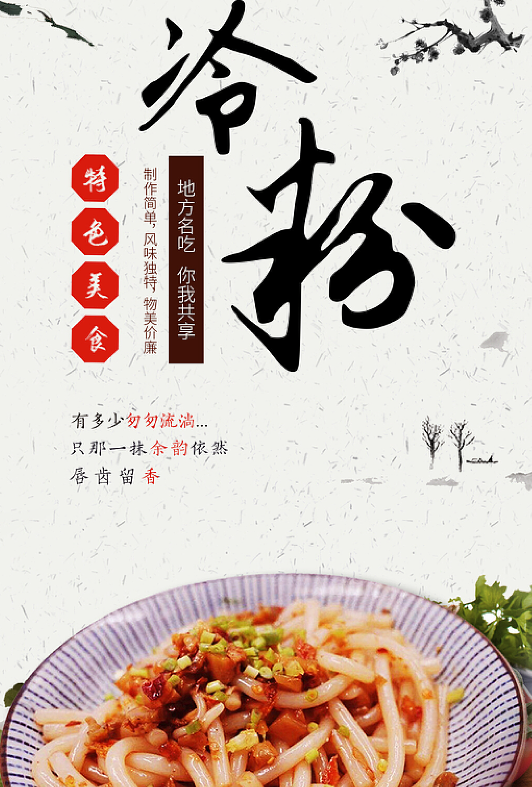 冷粉
地方名吃 你我共享
制作简单,风味独特,物美价廉
特色美食
有多少匆匆流淌...
只那一抹余韵依然
唇齿留香